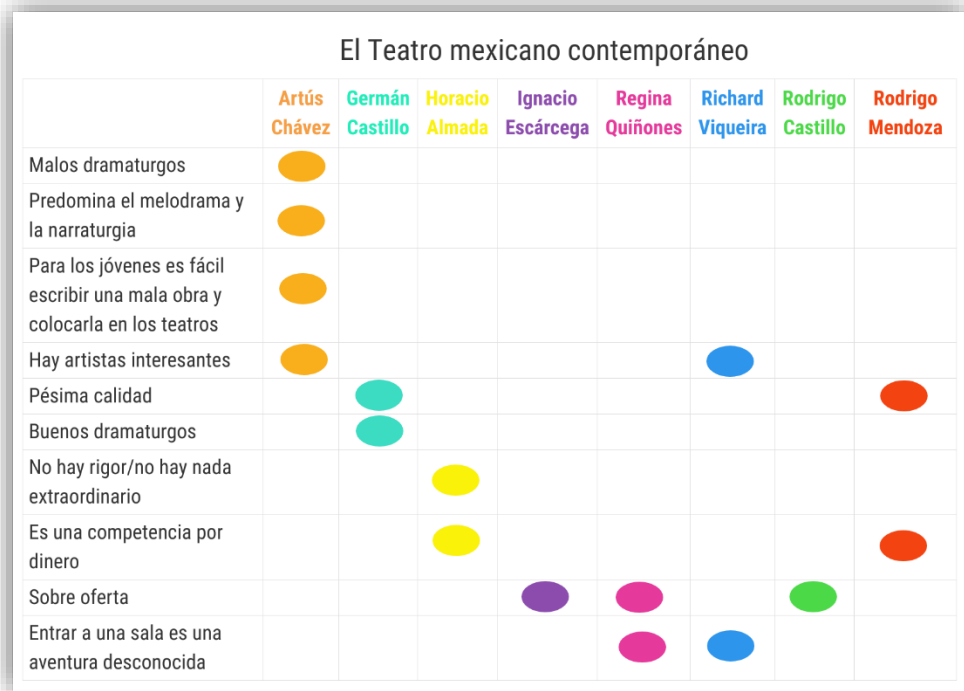 El Teatro mexicano contemporáneo
Artús Germán Horacio Ignacio Regina Richard Rodrigo Rodrigo
Chávez Castillo Almada Escárcega Quiñones Viqueira Castillo Mendoza
Malos dramaturgos
Predomina el melodrama y
la narraturgia
Para los jóvenes es fácil
escribir una mala obra y
colocarla en los teatros
Hay artistas interesantes
Pésima calidad
Buenos dramaturgos
No hay rigor/no hay nada
extraordinario
Es una competencia por
dinero
Sobre oferta
Entrar a una sala es una
aventura desconocida